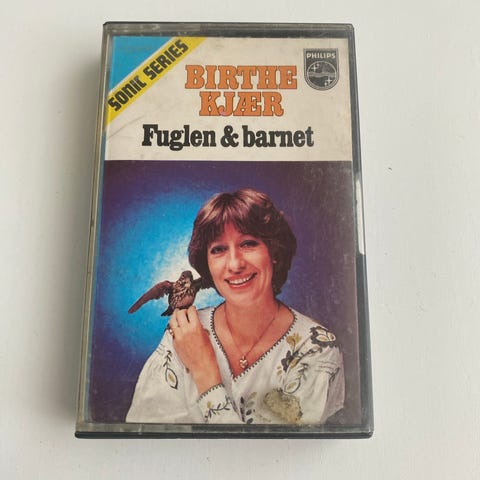 SONIC SERIES
BIRTHE
KJÆR
PHILIPS
Fuglen & barnet